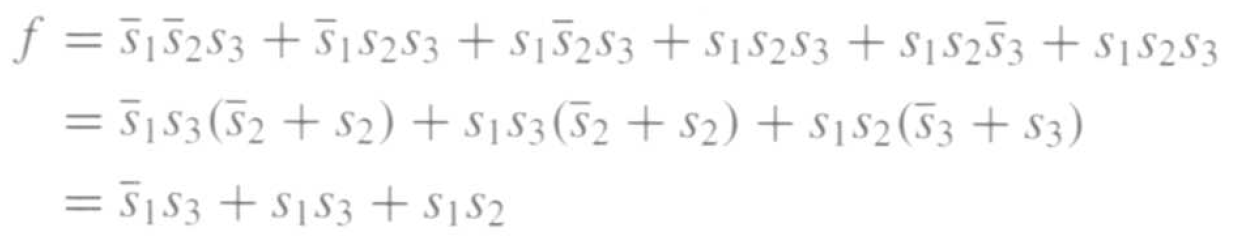 f = s̅₁s̅₂s₃ + s̅₁s₂s₃ + s₁s̅₂s₃ + s₁s₂s₃ + s₁s₂s̅₃ + s₁s₂s₃
= s̅₁s₃(s̅₂ + s₂) + s₁s₃(s̅₂ + s₂) + s₁s₂(s̅₃ + s₃)
= s̅₁s₃ + s₁s₃ + s₁s₂